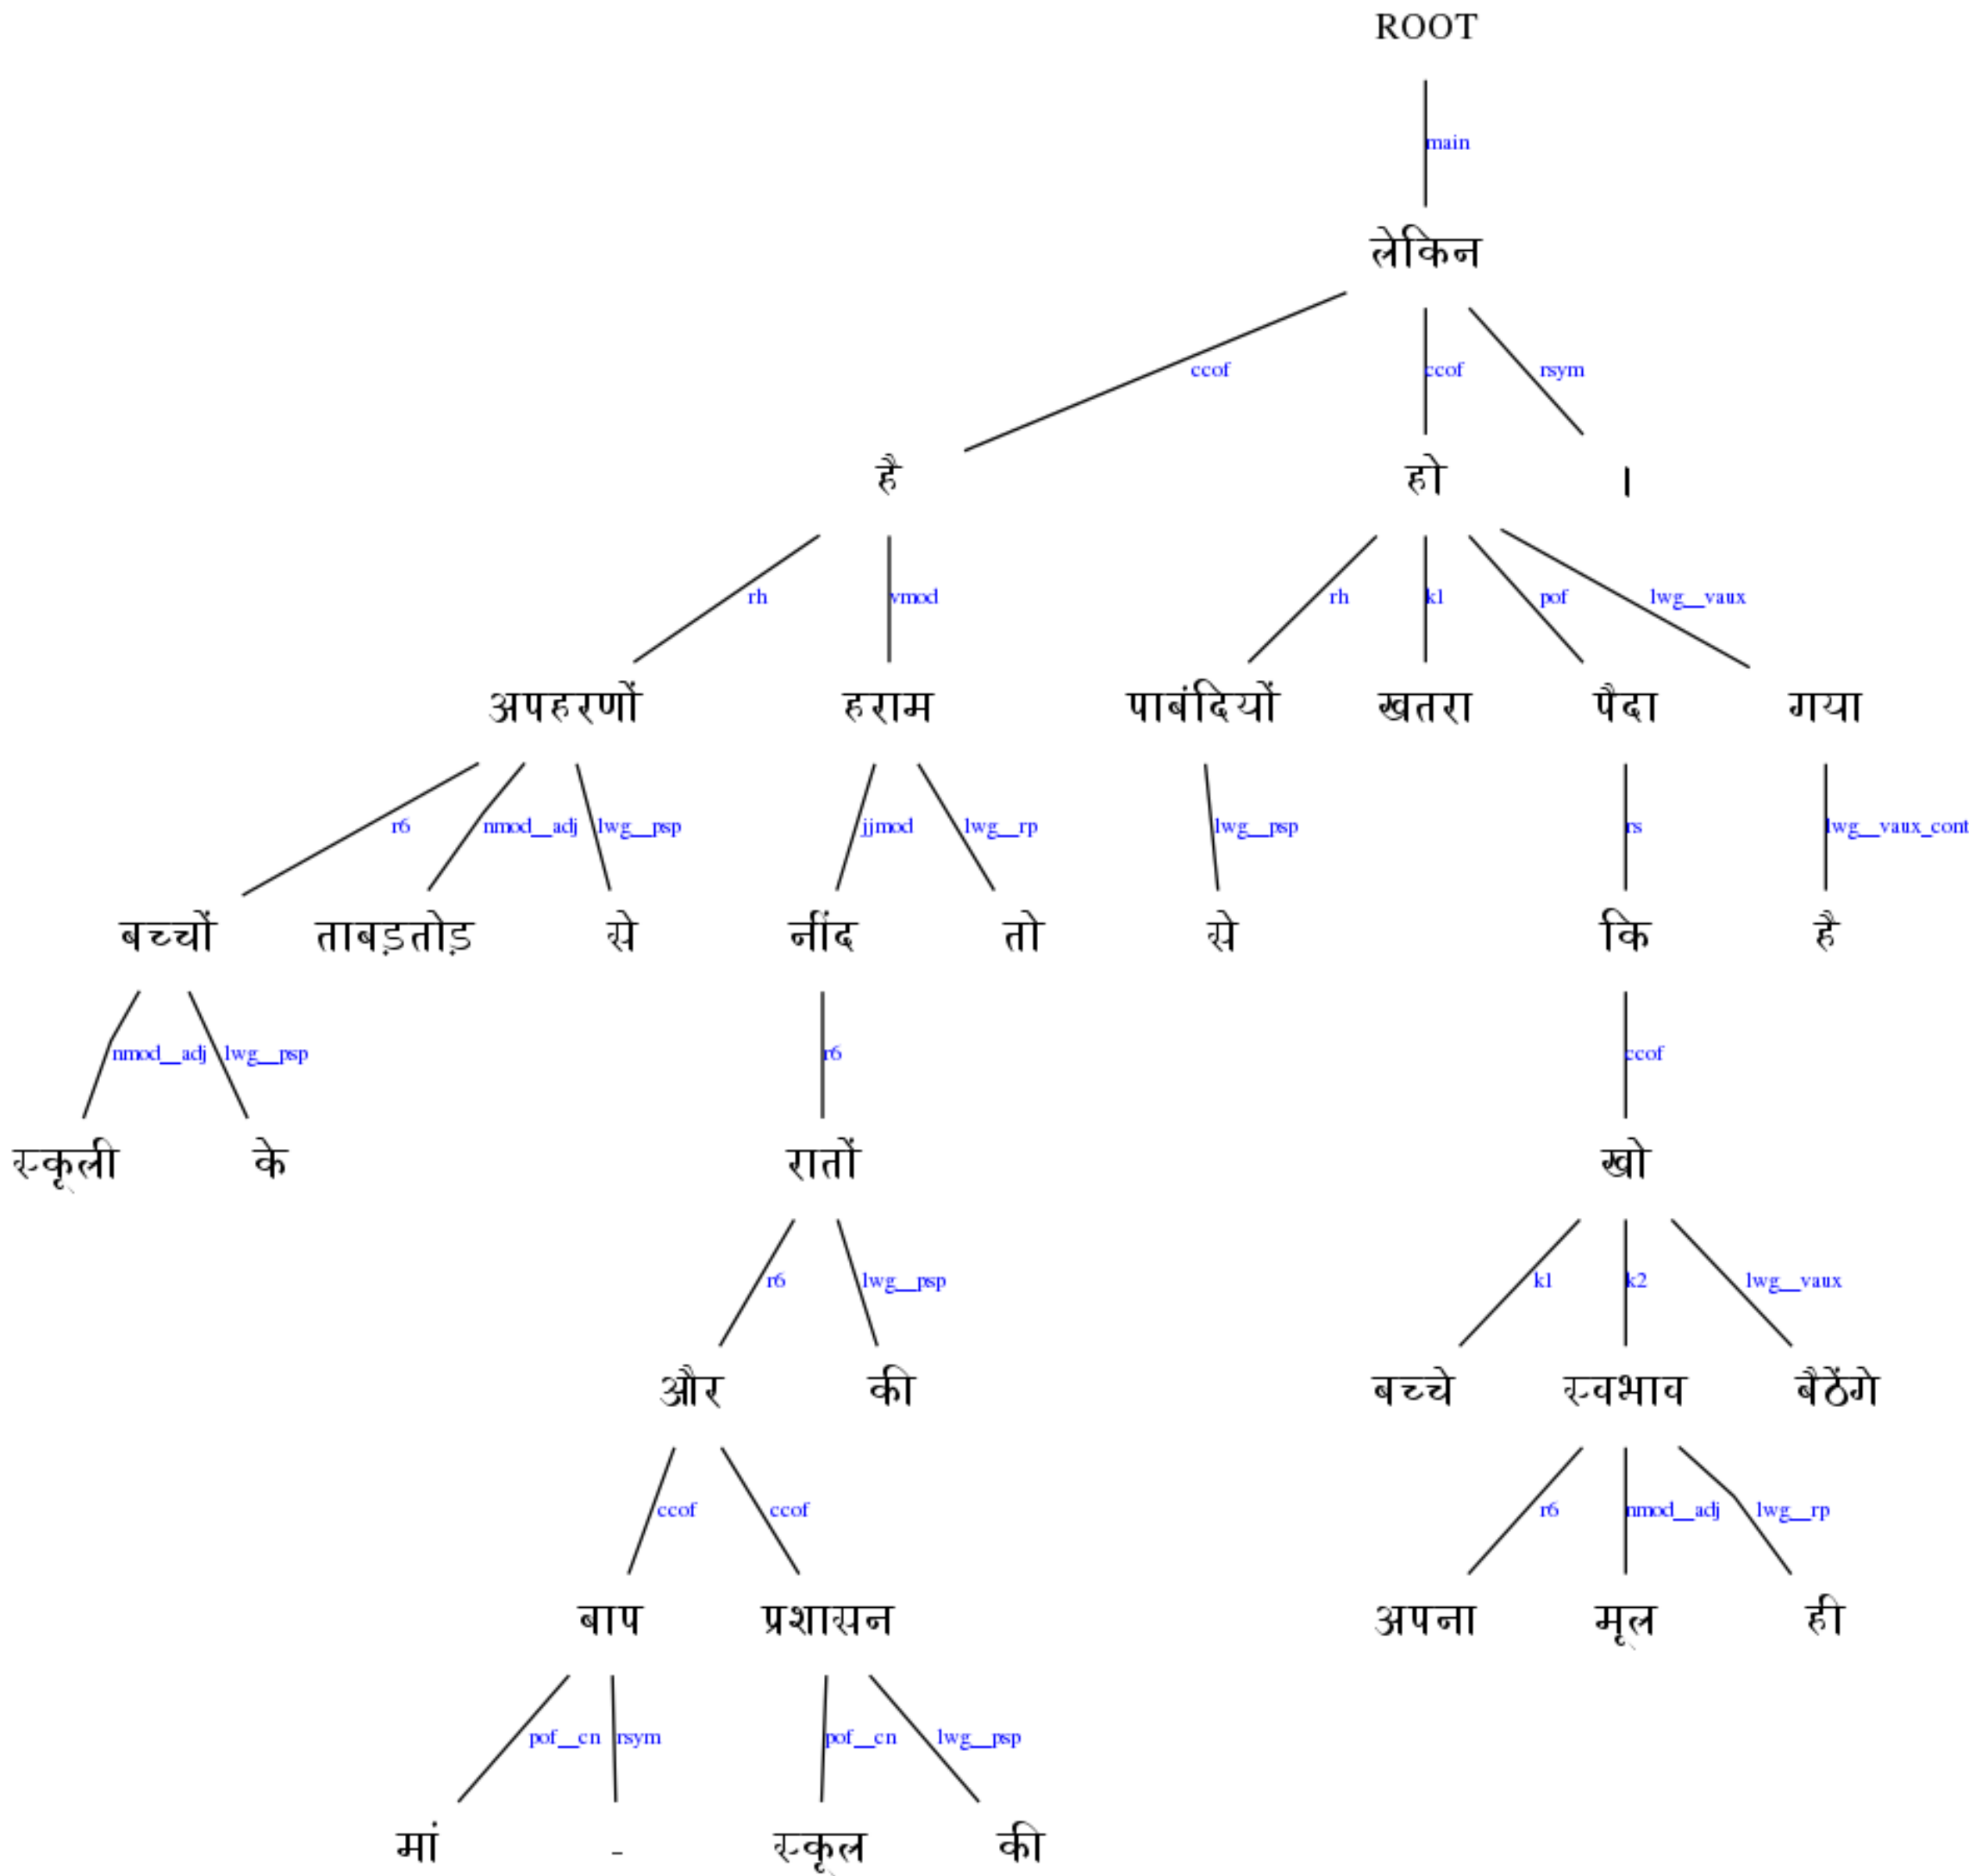 ROOT
main
लेकिन
ccof ccof rsym
है हो ।
rh vmod rh k1 pof lwg__vaux
अपहरणों हराम पाबंदियों खतरा पैदा गया
r6 nmod__adj lwg__psp jjmod lwg__rp lwg__psp rs lwg__vaux_cont
बच्चों ताबड़तोड़ से नींद तो से कि है
nmod__adj lwg__psp r6 ccof
स्कूली के रातों खो
r6 lwg__psp k1 k2 lwg__vaux
और की बच्चे स्वभाव बैठेंगे
ccof ccof r6 nmod__adj lwg__rp
बाप प्रशासन अपना मूल ही
pof__cn rsym pof__cn lwg__psp
मां - स्कूल की